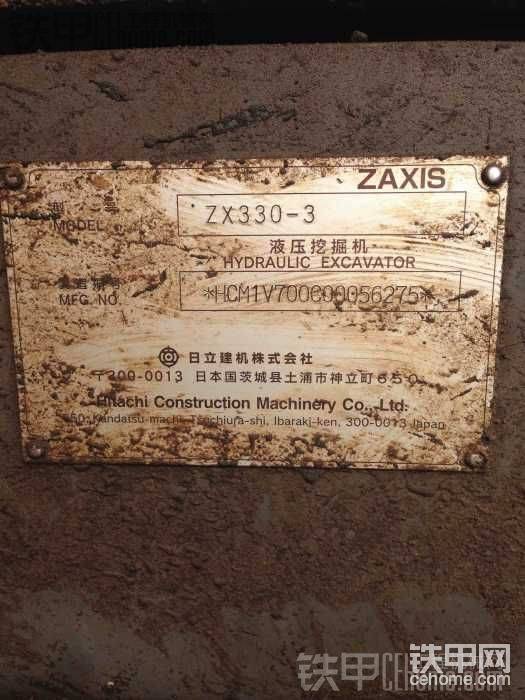 铁甲
ZAXIS
型 号
MODEL
ZX330-3
液压挖掘机
HYDRAULIC EXCAVATOR
MFG. NO.
日立建机株式会社
〒300-0013 日本国茨城县土浦市神立町650
Hitachi Construction Machinery Co., Ltd.
650, Kandatsu-machi, Tsuchiura-shi, Ibaraki-ken, 300-0013 Japan
铁甲网
cehome.com